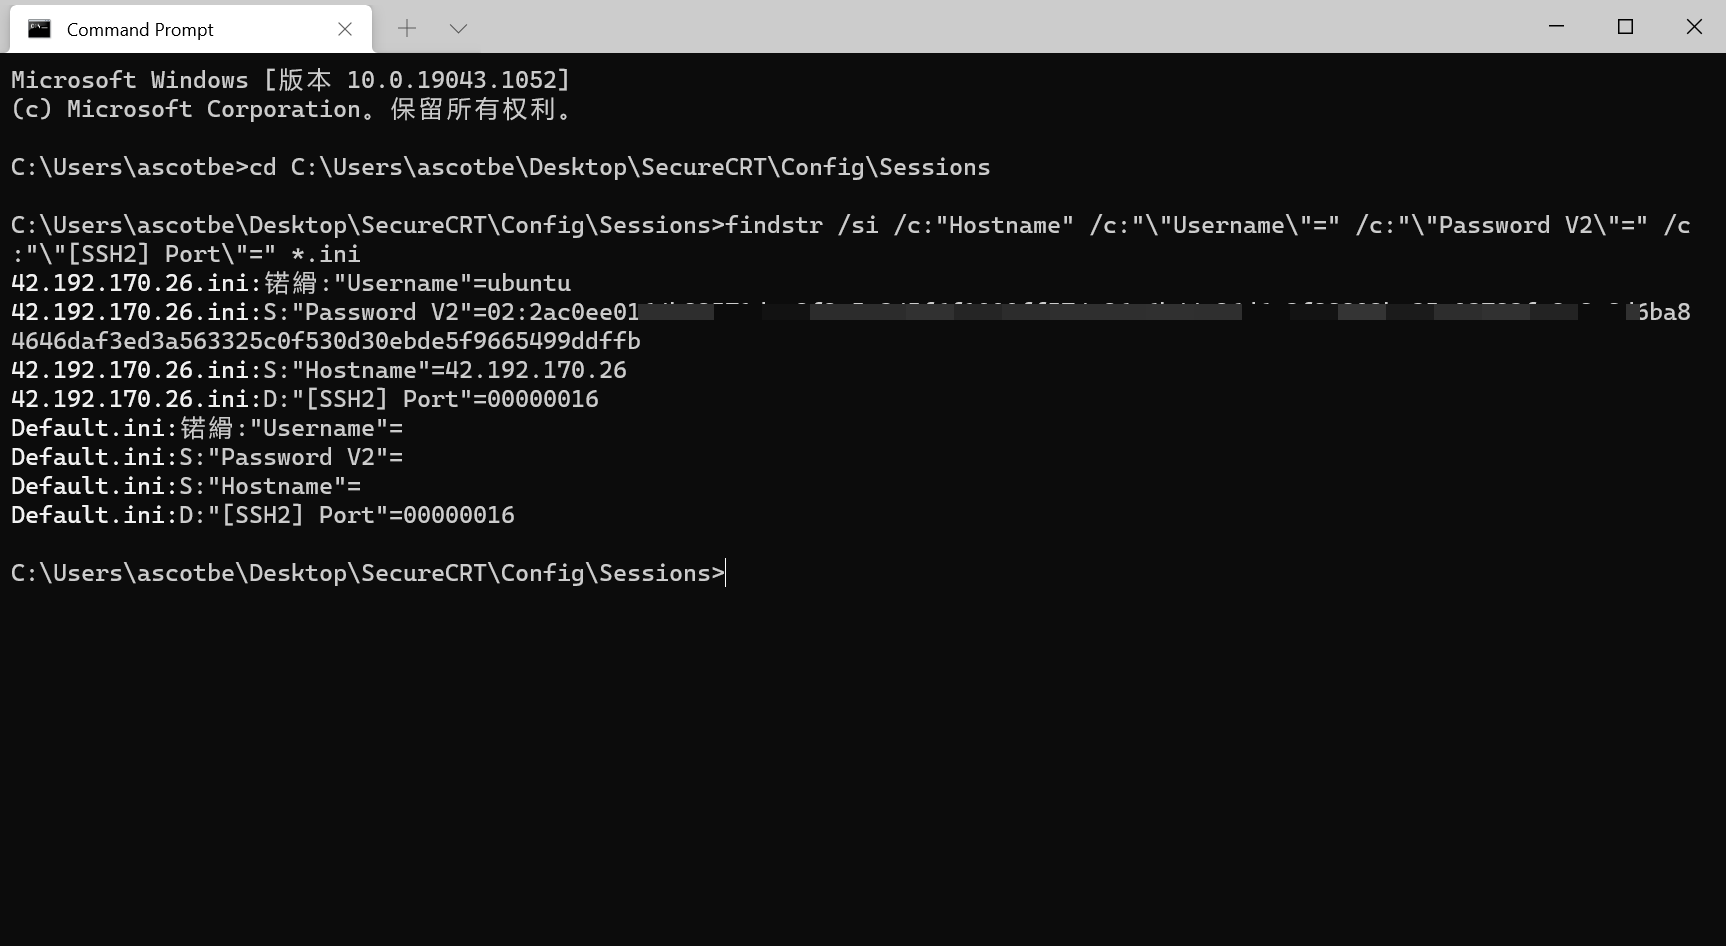 Command Prompt
Microsoft Windows [版本 10.0.19043.1052]
(c) Microsoft Corporation。保留所有权利。
C:\Users\ascotbe>cd C:\Users\ascotbe\Desktop\SecureCRT\Config\Sessions
C:\Users\ascotbe\Desktop\SecureCRT\Config\Sessions>findstr /si /c:"Hostname" /c:"\"Username\"=" /c:"\"Password V2\"=" /c
:"\"[SSH2] Port\"=" *.ini
42.192.170.26.ini:锘縎:"Username"=ubuntu
42.192.170.26.ini:S:"Password V2"=02:2ac0ee01 6ba8
4646daf3ed3a563325c0f530d30ebde5f9665499ddffb
42.192.170.26.ini:S:"Hostname"=42.192.170.26
42.192.170.26.ini:D:"[SSH2] Port"=00000016
Default.ini:锘縎:"Username"=
Default.ini:S:"Password V2"=
Default.ini:S:"Hostname"=
Default.ini:D:"[SSH2] Port"=00000016
C:\Users\ascotbe\Desktop\SecureCRT\Config\Sessions>